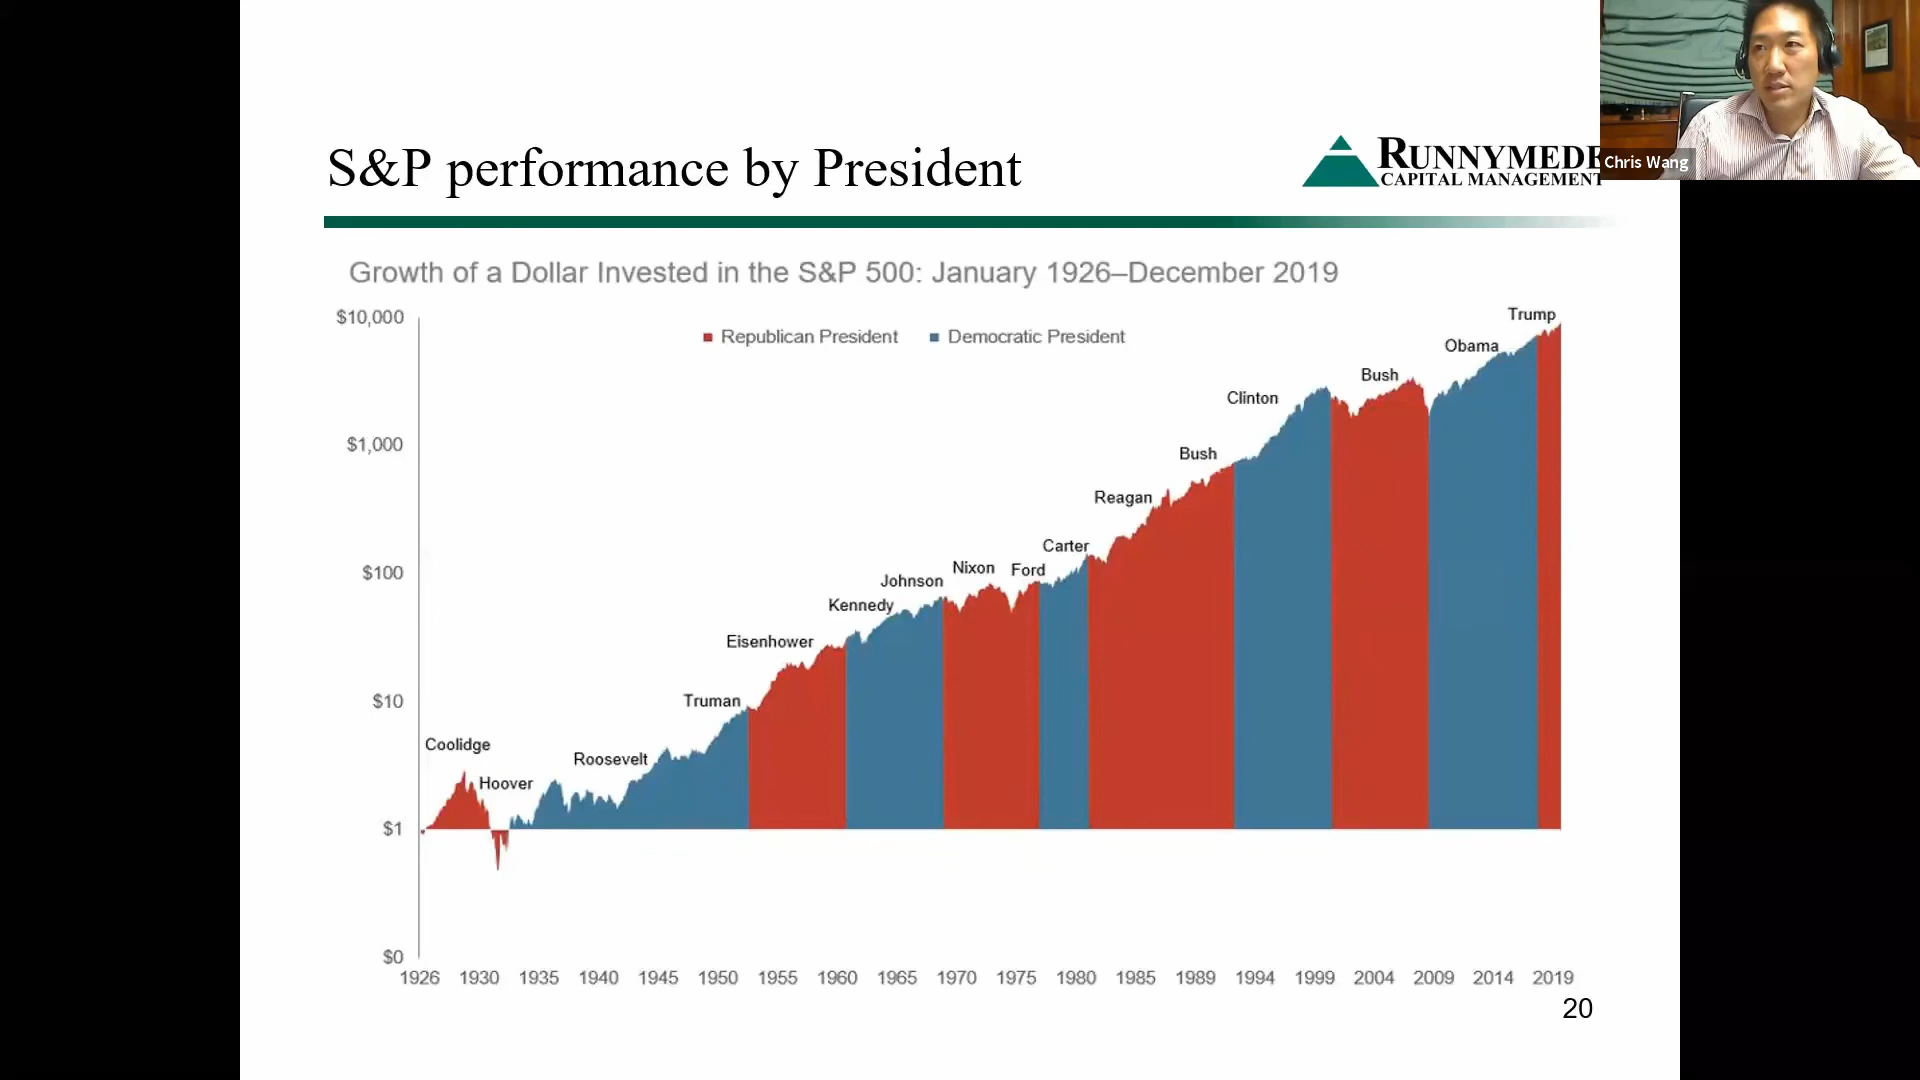 S&P performance by President
RUNNYMEDE
CAPITAL MANAGEMENT
Chris Wang
Growth of a Dollar Invested in the S&P 500: January 1926–December 2019
Republican President
Democratic President
$10,000
$1,000
$100
$10
$1
$0
Trump
Obama
Bush
Clinton
Bush
Reagan
Carter
Ford
Nixon
Johnson
Kennedy
Eisenhower
Truman
Roosevelt
Hoover
Coolidge
1926 1930 1935 1940 1945 1950 1955 1960 1965 1970 1975 1980 1985 1989 1994 1999 2004 2009 2014 2019
20